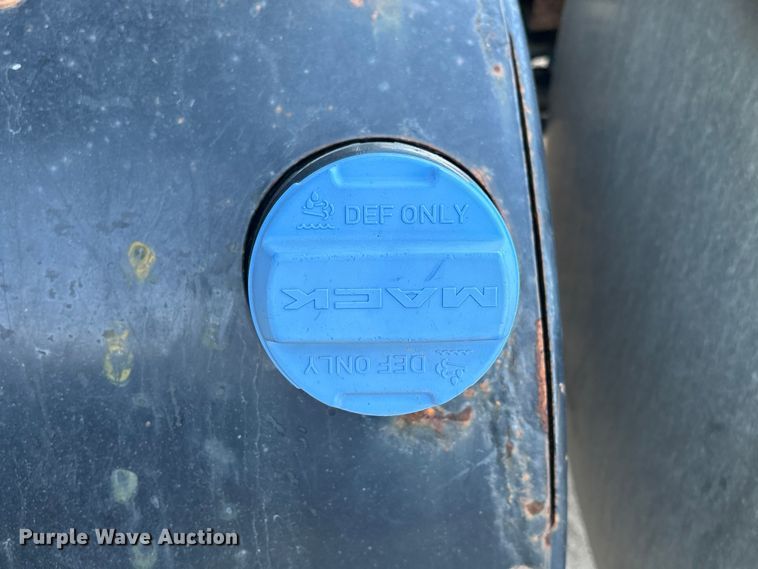 DEF ONLY
MACK
DEF ONLY
Purple Wave Auction